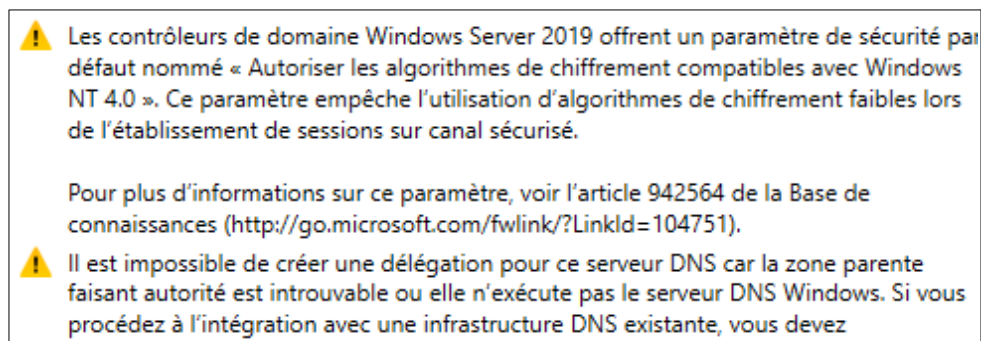 Les contrôleurs de domaine Windows Server 2019 offrent un paramètre de sécurité par
défaut nommé « Autoriser les algorithmes de chiffrement compatibles avec Windows
NT 4.0 ». Ce paramètre empêche l’utilisation d’algorithmes de chiffrement faibles lors
de l’établissement de sessions sur canal sécurisé.
Pour plus d’informations sur ce paramètre, voir l’article 942564 de la Base de
connaissances (http://go.microsoft.com/fwlink/?LinkId=104751).
Il est impossible de créer une délégation pour ce serveur DNS car la zone parente
faisant autorité est introuvable ou elle n’exécute pas le serveur DNS Windows. Si vous
procédez à l’intégration avec une infrastructure DNS existante, vous devez